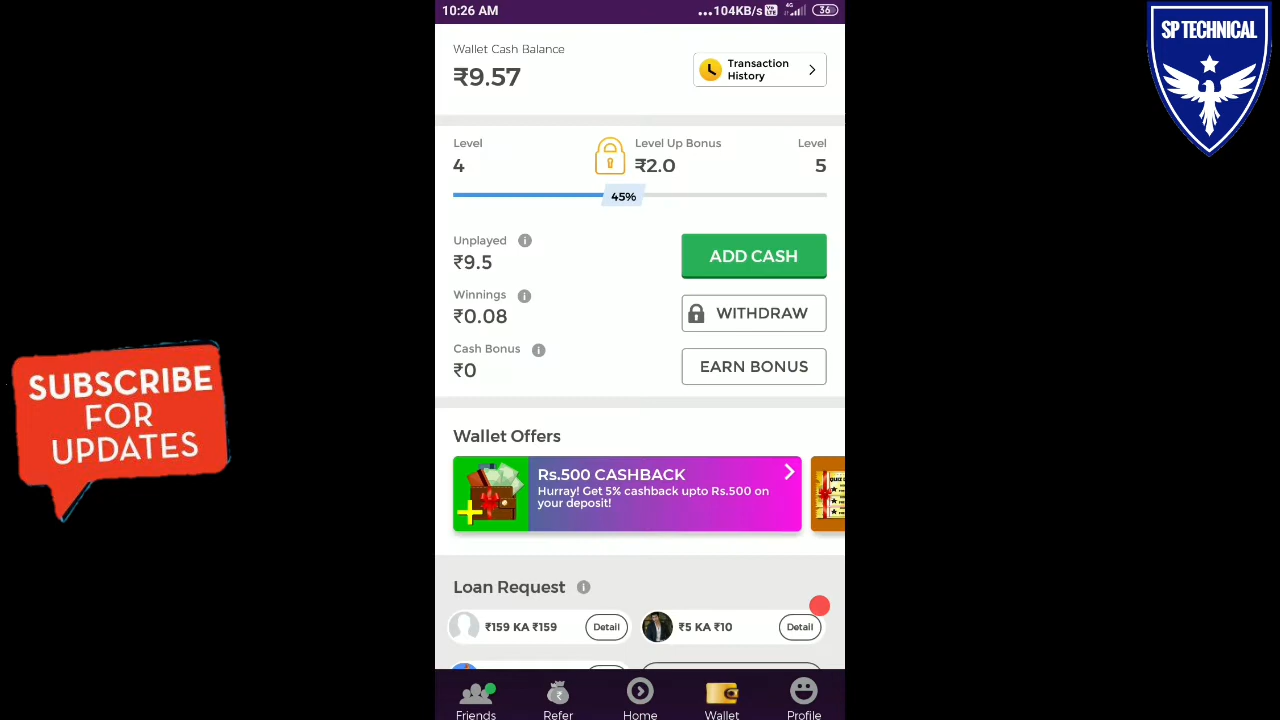 10:26 AM
...104KB/s
4G
36
SP TECHNICAL
Wallet Cash Balance
₹9.57
Transaction
History
Level
Level Up Bonus
Level
4
₹2.0
5
45%
Unplayed
₹9.5
ADD CASH
Winnings
₹0.08
WITHDRAW
Cash Bonus
₹0
EARN BONUS
SUBSCRIBE
FOR
UPDATES
Wallet Offers
Rs.500 CASHBACK
Hurray! Get 5% cashback upto Rs.500 on
your deposit!
Loan Request
₹159 KA ₹159
Detail
₹5 KA ₹10
Detail
Friends
Refer
Home
Wallet
Profile